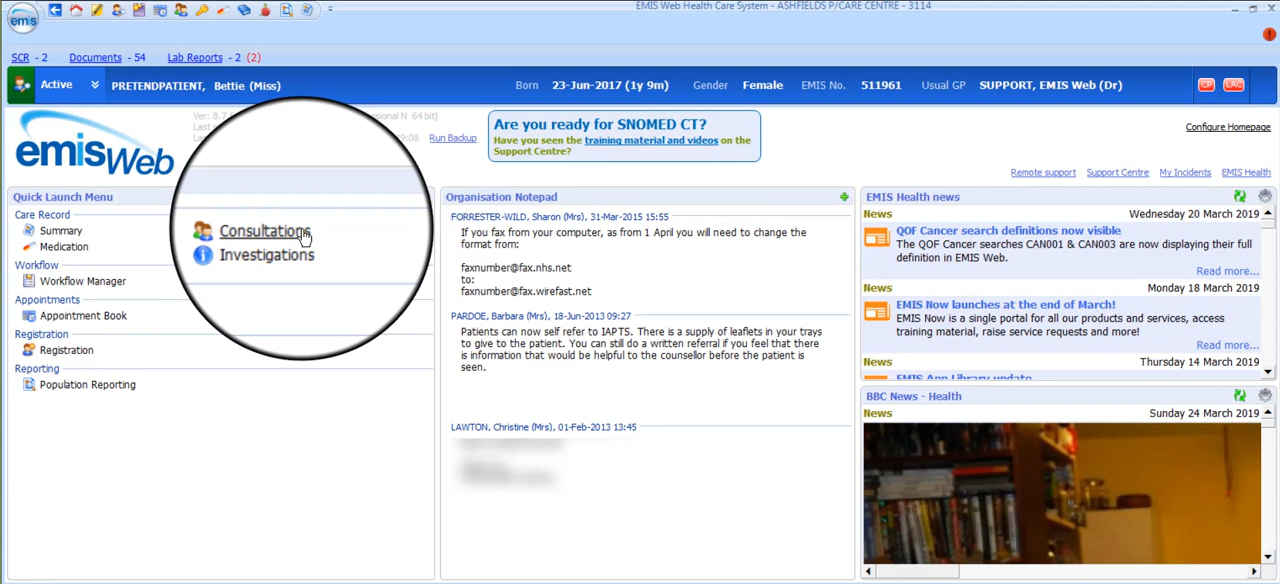 EMIS Web Health Care System - ASHFIELDS P/CARE CENTRE - 3114
emis
SCR - 2 Documents - 54 Lab Reports - 2 (2)
Active PRETENDPATIENT, Bettie (Miss) Born 23-Jun-2017 (1y 9m) Gender Female EMIS No. 511961 Usual GP SUPPORT, EMIS Web (Dr) CP LAC
emisWeb
Run Backup
Are you ready for SNOMED CT?
Have you seen the training material and videos on the
Support Centre?
Configure Homepage
Remote support Support Centre My Incidents EMIS Health
Quick Launch Menu
Care Record
Summary
Medication
Workflow
Workflow Manager
Appointments
Appointment Book
Registration
Registration
Reporting
Population Reporting
Consultations
Investigations
Organisation Notepad
FORRESTER-WILD, Sharon (Mrs), 31-Mar-2015 15:55
If you fax from your computer, as from 1 April you will need to change the
format from:
faxnumber@fax.nhs.net
to:
faxnumber@fax.wirefast.net
PARDOE, Barbara (Mrs), 18-Jun-2013 09:27
Patients can now self refer to IAPTS. There is a supply of leaflets in your trays
to give to the patient. You can still do a written referral if you feel that there
is information that would be helpful to the counsellor before the patient is
seen.
LAWTON, Christine (Mrs), 01-Feb-2013 13:45
EMIS Health news
News Wednesday 20 March 2019
QOF Cancer search definitions now visible
The QOF Cancer searches CAN001 & CAN003 are now displaying their full
definition in EMIS Web.
Read more...
News Monday 18 March 2019
EMIS Now launches at the end of March!
EMIS Now is a single portal for all our products and services, access
training material, raise service requests and more!
Read more...
News Thursday 14 March 2019
EMIS App Library update
BBC News - Health
News Sunday 24 March 2019